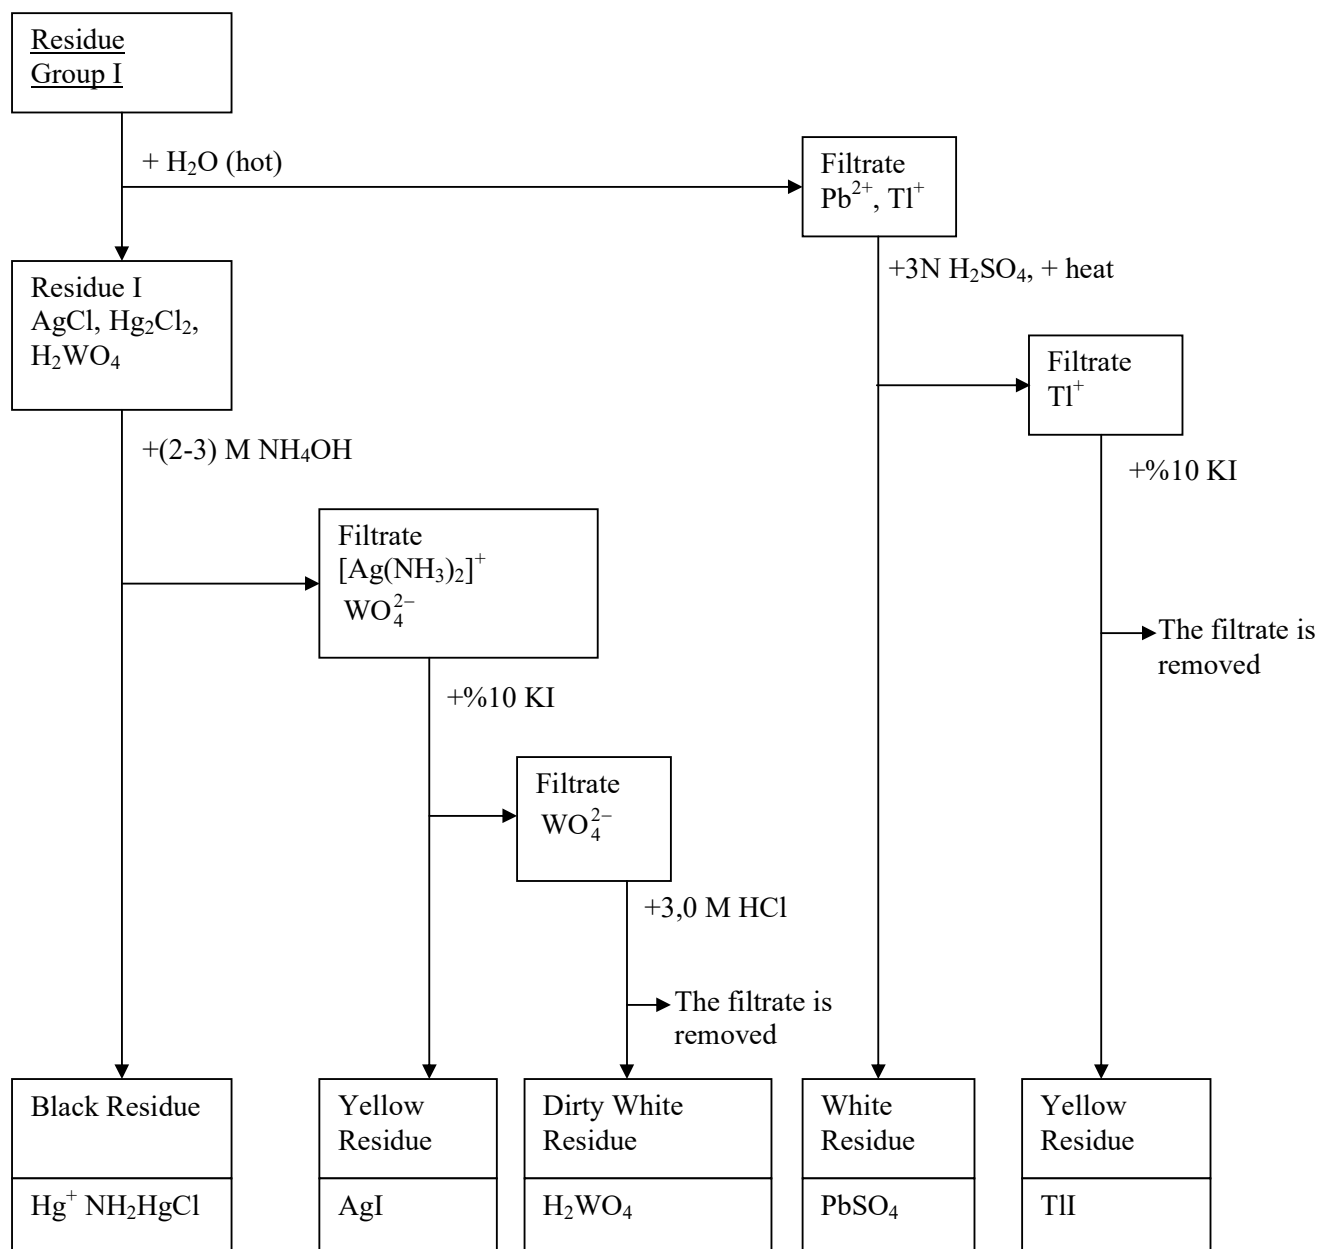 Residue
Group I
+ H₂O (hot)
Filtrate
Pb²⁺, Tl⁺
+3N H₂SO₄, + heat
Residue I
AgCl, Hg₂Cl₂,
H₂WO₄
Filtrate
Tl⁺
+(2-3) M NH₄OH
+%10 KI
Filtrate
[Ag(NH₃)₂]⁺
WO₄²⁻
The filtrate is
removed
+%10 KI
Filtrate
WO₄²⁻
+3,0 M HCl
The filtrate is
removed
Black Residue
Yellow
Residue
Dirty White
Residue
White
Residue
Yellow
Residue
Hg⁺ NH₂HgCl
AgI
H₂WO₄
PbSO₄
TlI